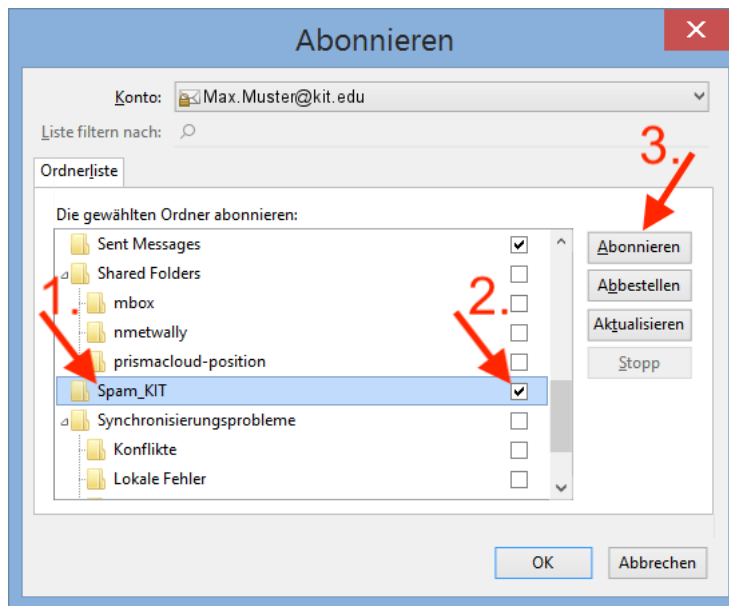 Abonnieren
Konto: Max.Muster@kit.edu
Liste filtern nach:
3.
Ordnerliste
Die gewählten Ordner abonnieren:
Sent Messages
Abonnieren
Shared Folders
Abbestellen
1.
mbox
2.
nmetwally
Aktualisieren
prismacloud-position
Stopp
Spam_KIT
Synchronisierungsprobleme
Konflikte
Lokale Fehler
OK
Abbrechen